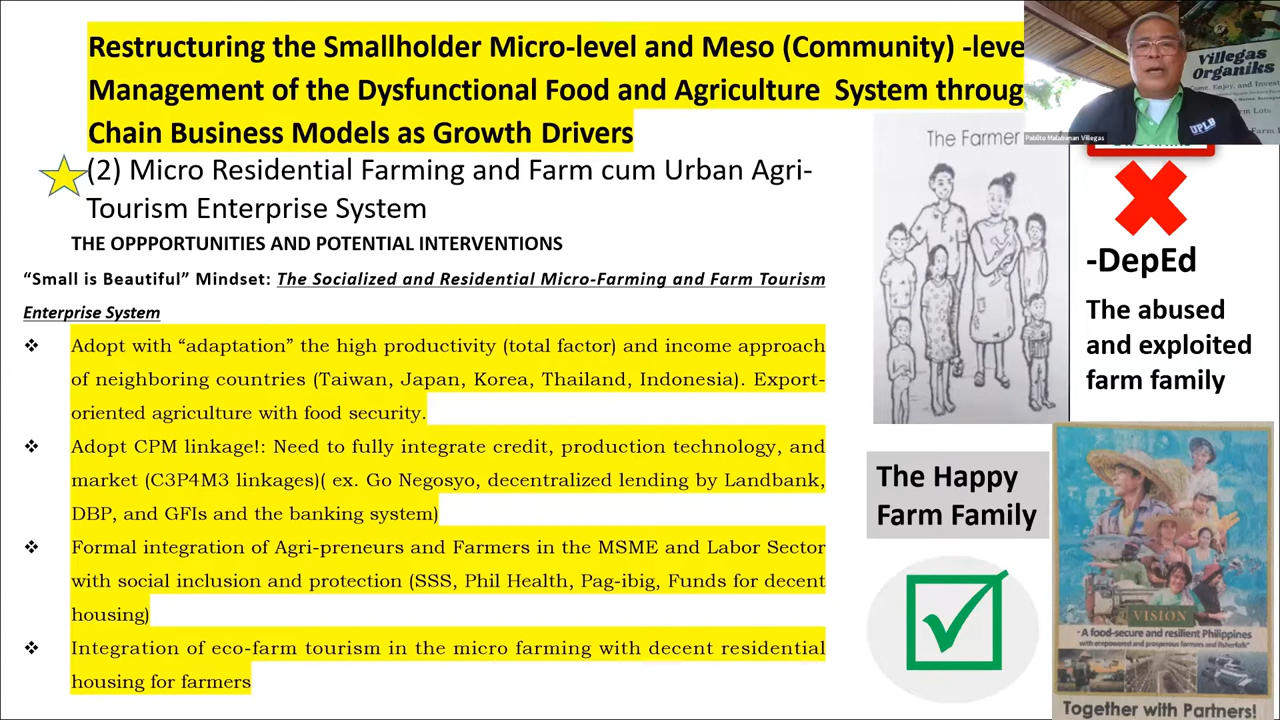 Restructuring the Smallholder Micro-level and Meso (Community) -leve
Management of the Dysfunctional Food and Agriculture System throug
Chain Business Models as Growth Drivers
(2) Micro Residential Farming and Farm cum Urban Agri-
Tourism Enterprise System
THE OPPPORTUNITIES AND POTENTIAL INTERVENTIONS
“Small is Beautiful” Mindset: The Socialized and Residential Micro-Farming and Farm Tourism
Enterprise System
❖ Adopt with “adaptation” the high productivity (total factor) and income approach
of neighboring countries (Taiwan, Japan, Korea, Thailand, Indonesia). Export-
oriented agriculture with food security.
❖ Adopt CPM linkage!: Need to fully integrate credit, production technology, and
market (C3P4M3 linkages)( ex. Go Negosyo, decentralized lending by Landbank,
DBP, and GFIs and the banking system)
❖ Formal integration of Agri-preneurs and Farmers in the MSME and Labor Sector
with social inclusion and protection (SSS, Phil Health, Pag-ibig, Funds for decent
housing)
❖ Integration of eco-farm tourism in the micro farming with decent residential
housing for farmers
The Farmer
-DepEd
The abused
and exploited
farm family
The Happy
Farm Family
VISION
- A food-secure and resilient Philippines
with empowered and prosperous farmers and fisherfolk"
Together with Partners!
Villegas
Organiks
UPLB
Pablito Malabanan Villegas